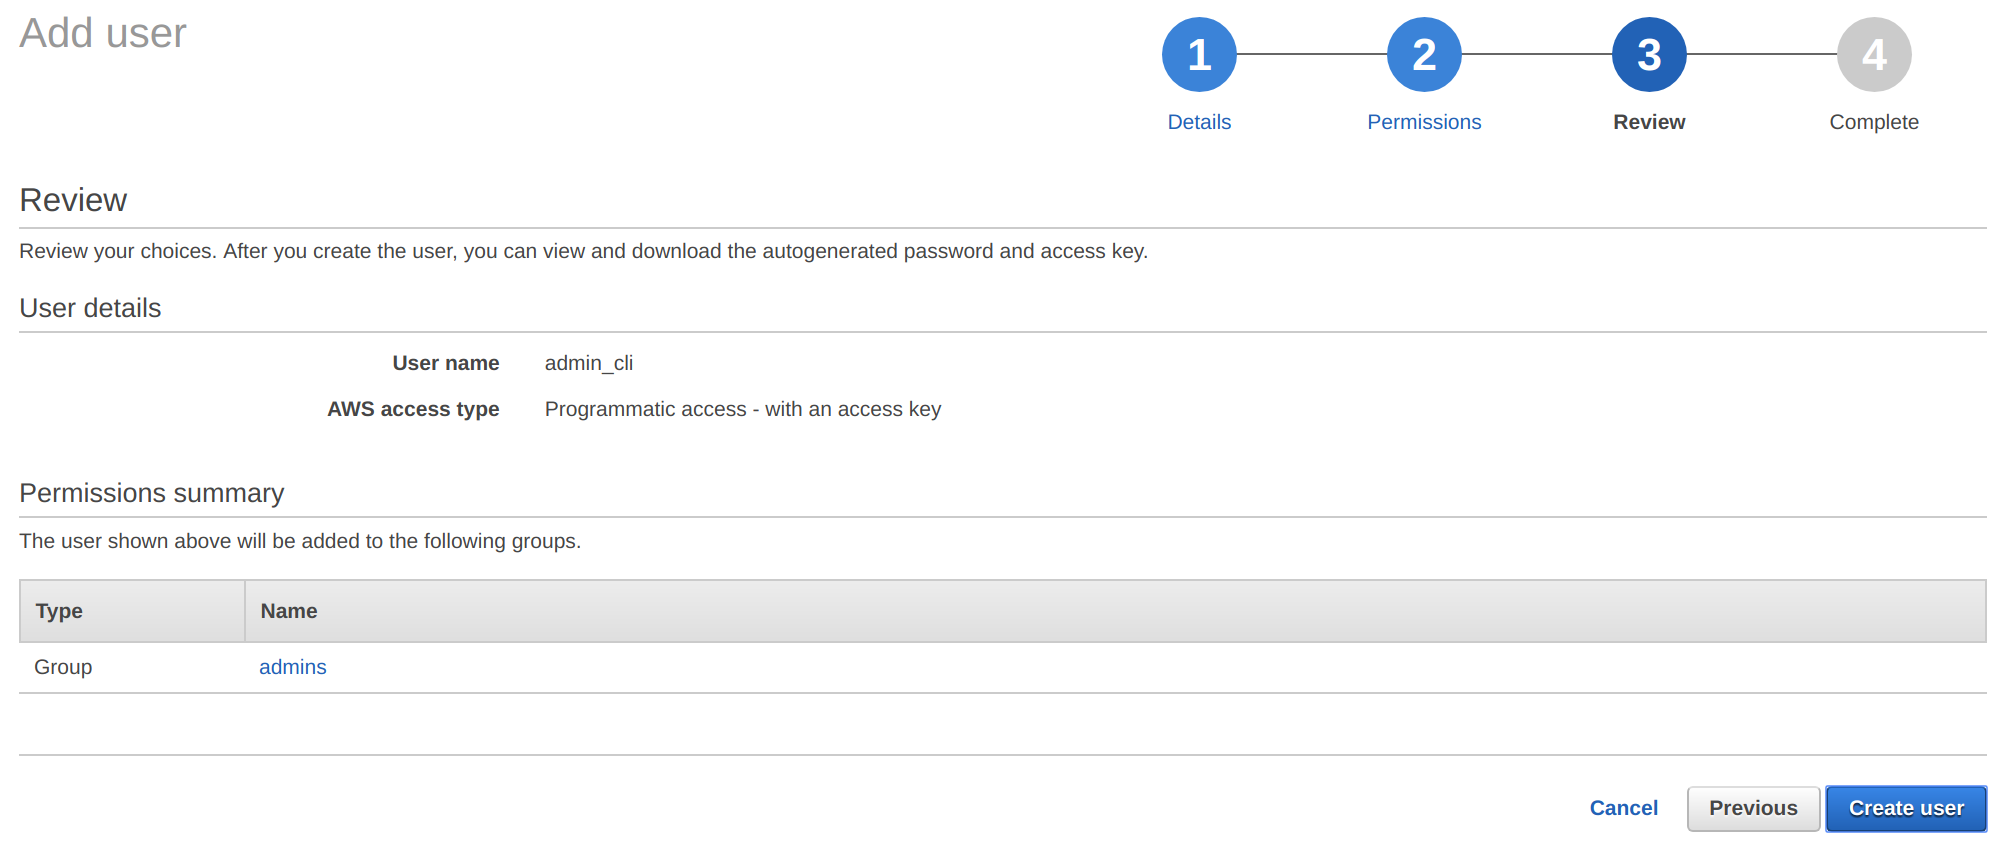 Add user
1 2 3 4
Details Permissions Review Complete
Review
Review your choices. After you create the user, you can view and download the autogenerated password and access key.
User details
User name admin_cli
AWS access type Programmatic access - with an access key
Permissions summary
The user shown above will be added to the following groups.
Type Name
Group admins
Cancel Previous Create user